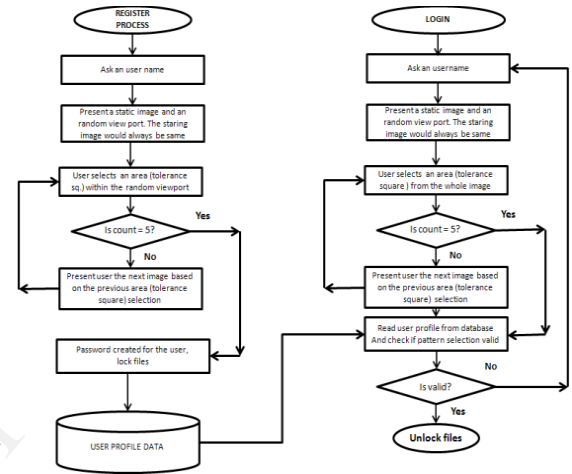 REGISTER
PROCESS
Ask an user name
Present a static image and an
random view port. The staring
image would always be same
User selects an area (tolerance
sq.) within the random viewport
Is count = 5?
Yes
No
Present user the next image based
on the previous area (tolerance
square) selection
Password created for the user,
lock files
USER PROFILE DATA
LOGIN
Ask an username
Present a static image and an
random view port. The staring
image would always be same
User selects an area (tolerance
square ) from the whole image
Is count = 5?
Yes
No
Present user the next image based
on the previous area (tolerance
square) selection
Read user profile from database
And check if pattern selection valid
No
Is valid?
Yes
Unlock files